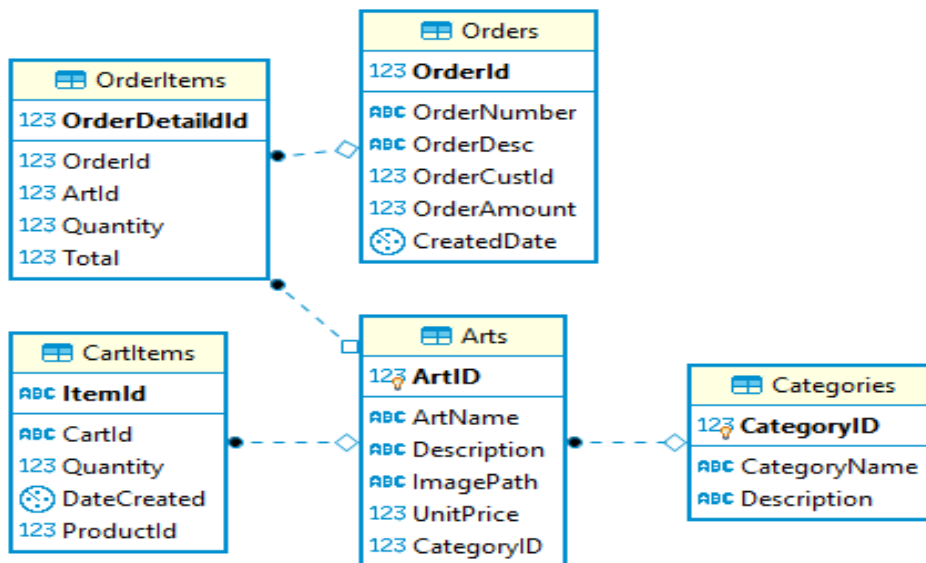 OrderItems
123 OrderDetaildId
123 OrderId
123 ArtId
123 Quantity
123 Total
Orders
123 OrderId
ABC OrderNumber
ABC OrderDesc
123 OrderCustId
123 OrderAmount
CreatedDate
CartItems
ABC ItemId
ABC CartId
123 Quantity
DateCreated
123 ProductId
Arts
123 ArtID
ABC ArtName
ABC Description
ABC ImagePath
123 UnitPrice
123 CategoryID
Categories
123 CategoryID
ABC CategoryName
ABC Description